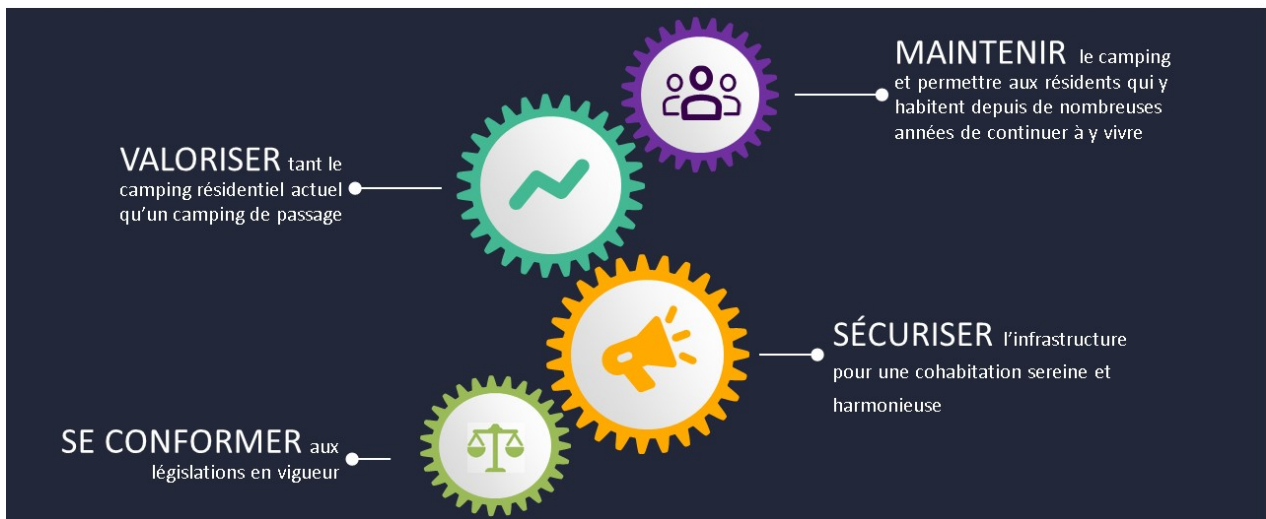 MAINTENIR le camping
et permettre aux résidents qui y
habitent depuis de nombreuses
années de continuer à y vivre
VALORISER tant le
camping résidentiel actuel
qu'un camping de passage
SÉCURISER l'infrastructure
pour une cohabitation sereine et
harmonieuse
SE CONFORMER aux
législations en vigueur